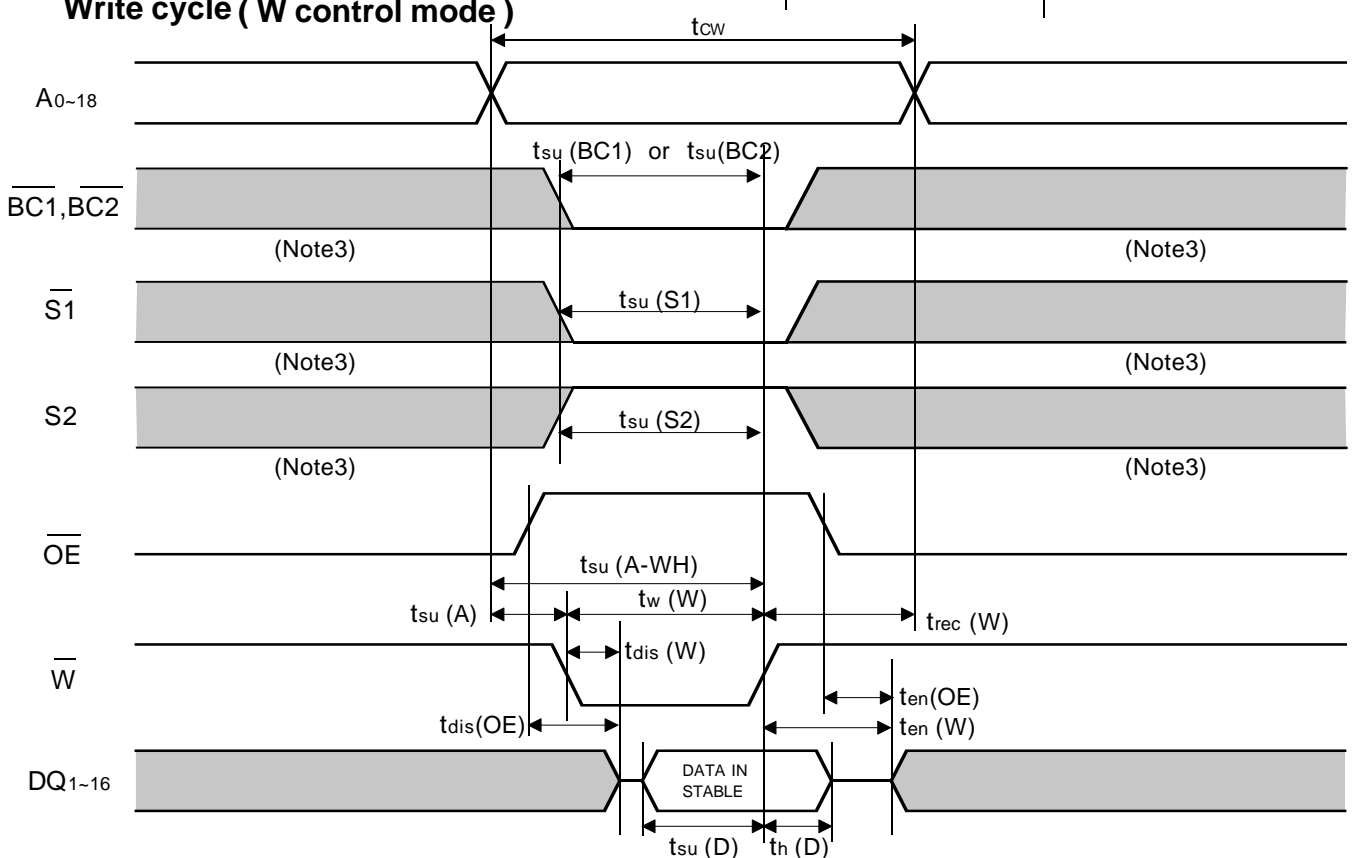 Write cycle ( W control mode )
tCW
A0~18
tsu (BC1) or tsu(BC2)
BC1,BC2
(Note3) (Note3)
S1
tsu (S1)
(Note3) (Note3)
S2
tsu (S2)
(Note3) (Note3)
OE
tsu (A-WH)
tsu (A) tw (W) trec (W)
W
tdis (W)
ten(OE)
tdis(OE) ten (W)
DQ1~16
DATA IN
STABLE
tsu (D) th (D)